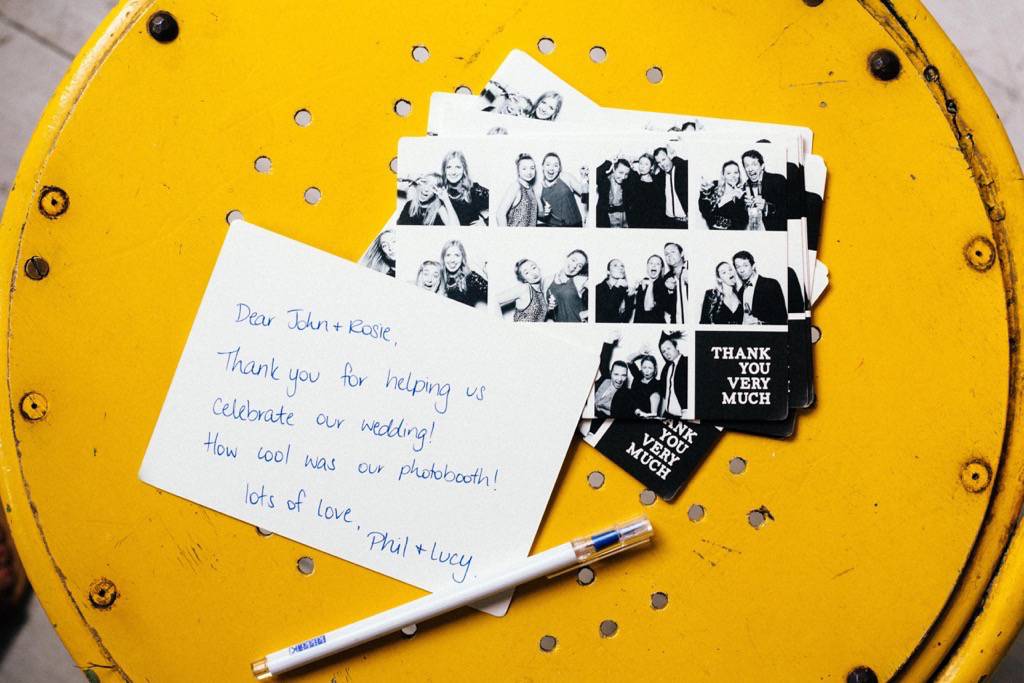 Dear John + Rosie,
Thank you for helping us
celebrate our wedding!
How cool was our photobooth!
lots of love,
Phil + Lucy.
THANK
YOU
VERY
MUCH
ANK
YOU
VERY
MUCH